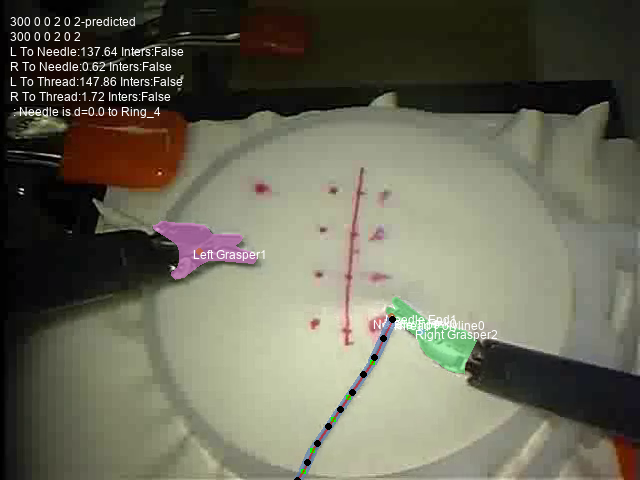 300 0 0 2 0 2-predicted
300 0 0 2 0 2
L To Needle:137.64 Inters:False
R To Needle:0.62 Inters:False
L To Thread:147.86 Inters:False
R To Thread:1.72 Inters:False
: Needle is d=0.0 to Ring_4
Left Grasper1
Needle End1
Right Grasper2